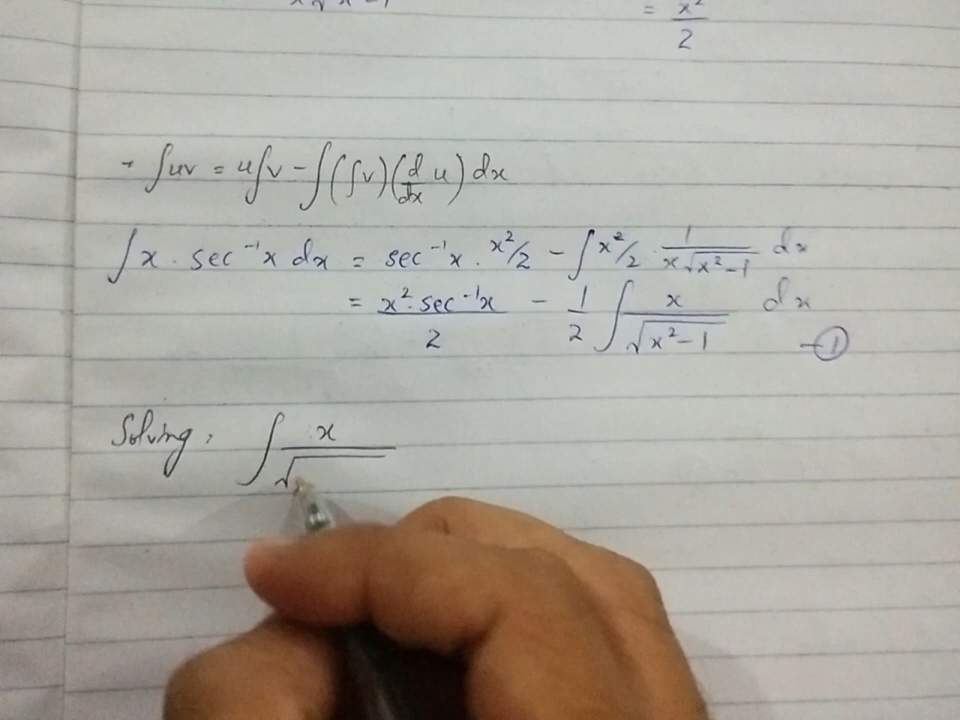 = x²/2
→ ∫uv = u∫v - ∫(∫v)(d/dx u) dx
∫x . sec⁻¹x dx = sec⁻¹x . x²/2 - ∫x²/2 . 1/(x√(x²-1)) dx
= x².sec⁻¹x/2 - 1/2 ∫ x/√(x²-1) dx —①
Solving, ∫ x/√